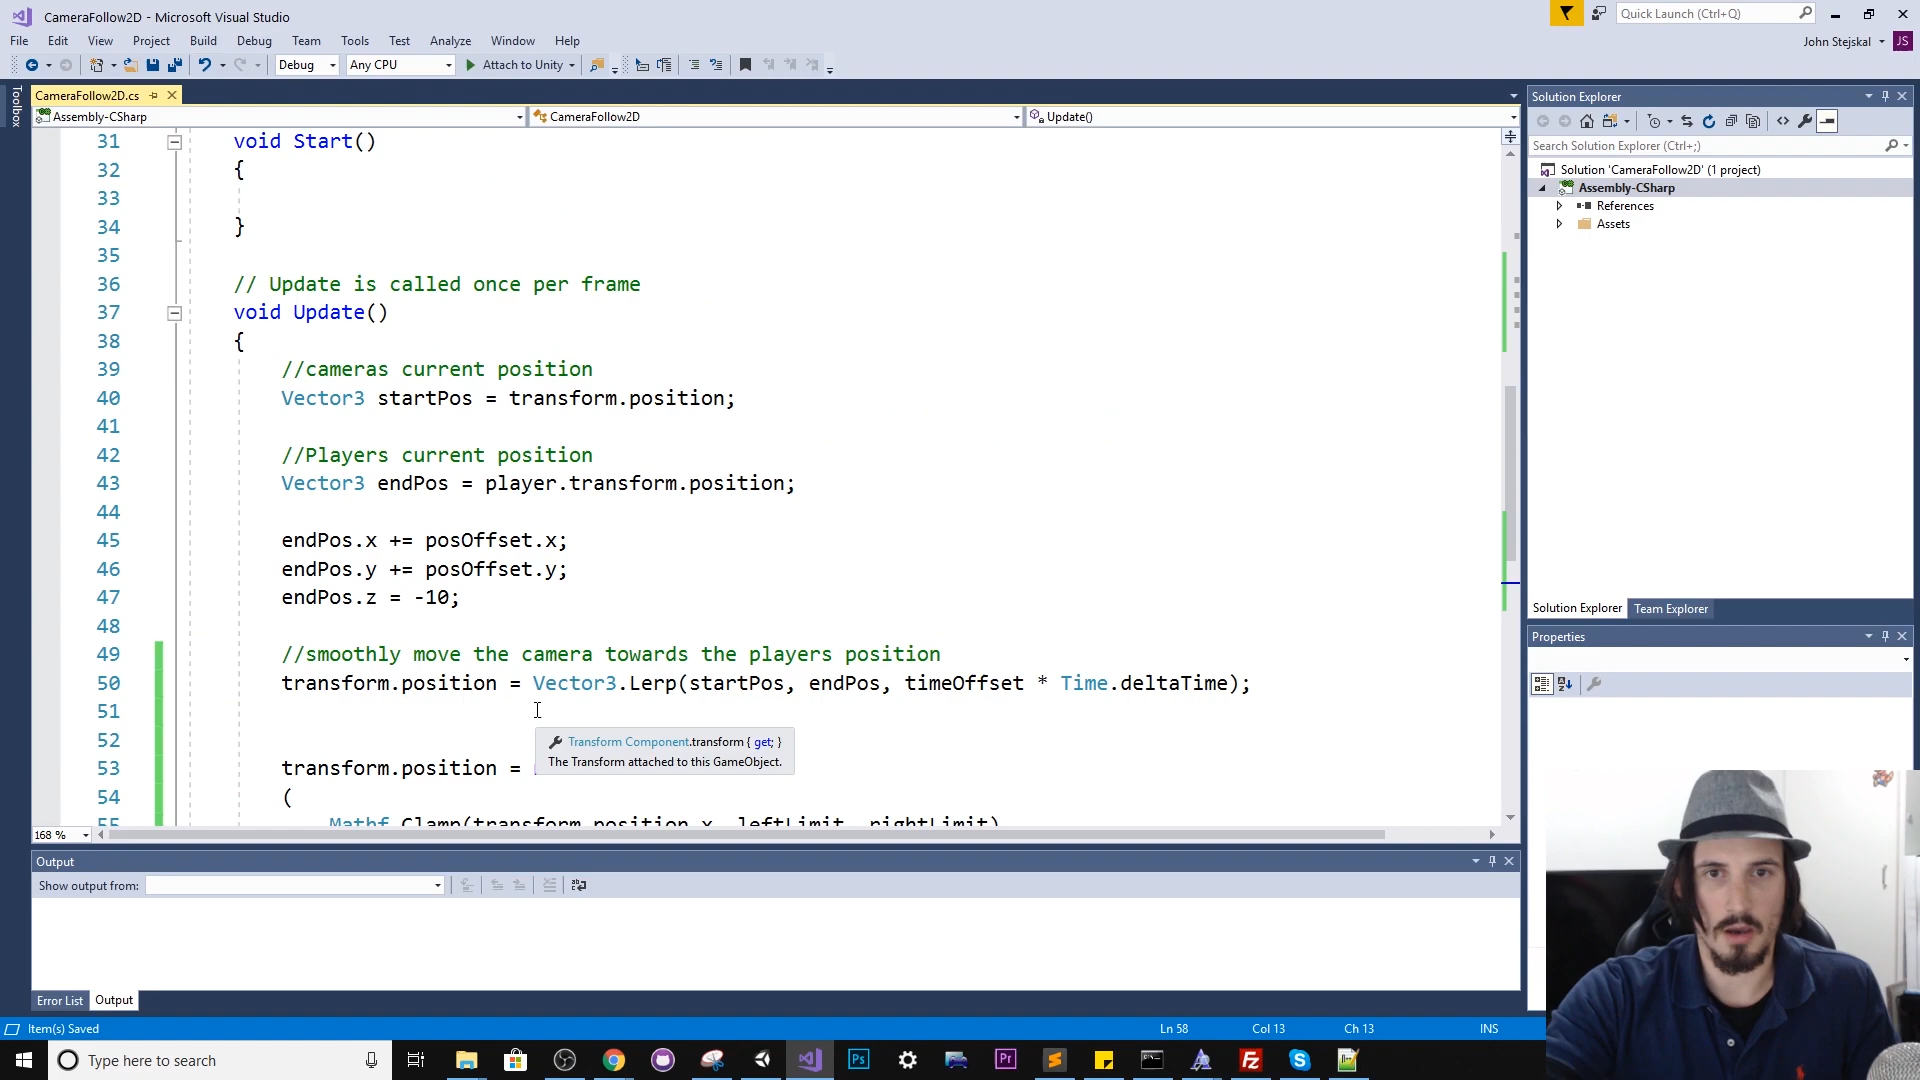 CameraFollow2D - Microsoft Visual Studio
Quick Launch (Ctrl+Q)
File Edit View Project Build Debug Team Tools Test Analyze Window Help
John Stejskal JS
Debug Any CPU Attach to Unity
Toolbox
CameraFollow2D.cs
Assembly-CSharp CameraFollow2D Update()
31 void Start()
32 {
33
34 }
35
36 // Update is called once per frame
37 void Update()
38 {
39 //cameras current position
40 Vector3 startPos = transform.position;
41
42 //Players current position
43 Vector3 endPos = player.transform.position;
44
45 endPos.x += posOffset.x;
46 endPos.y += posOffset.y;
47 endPos.z = -10;
48
49 //smoothly move the camera towards the players position
50 transform.position = Vector3.Lerp(startPos, endPos, timeOffset * Time.deltaTime);
51
52
Transform Component.transform { get; }
The Transform attached to this GameObject.
53 transform.position =
54 (
55 Mathf.Clamp(transform.position.x, leftLimit, rightLimit)
168 %
Output
Show output from:
Error List Output
Item(s) Saved Ln 58 Col 13 Ch 13 INS
Solution Explorer
Search Solution Explorer (Ctrl+;)
Solution 'CameraFollow2D' (1 project)
Assembly-CSharp
References
Assets
Solution Explorer Team Explorer
Properties
Type here to search
Ps
Pr
Fz